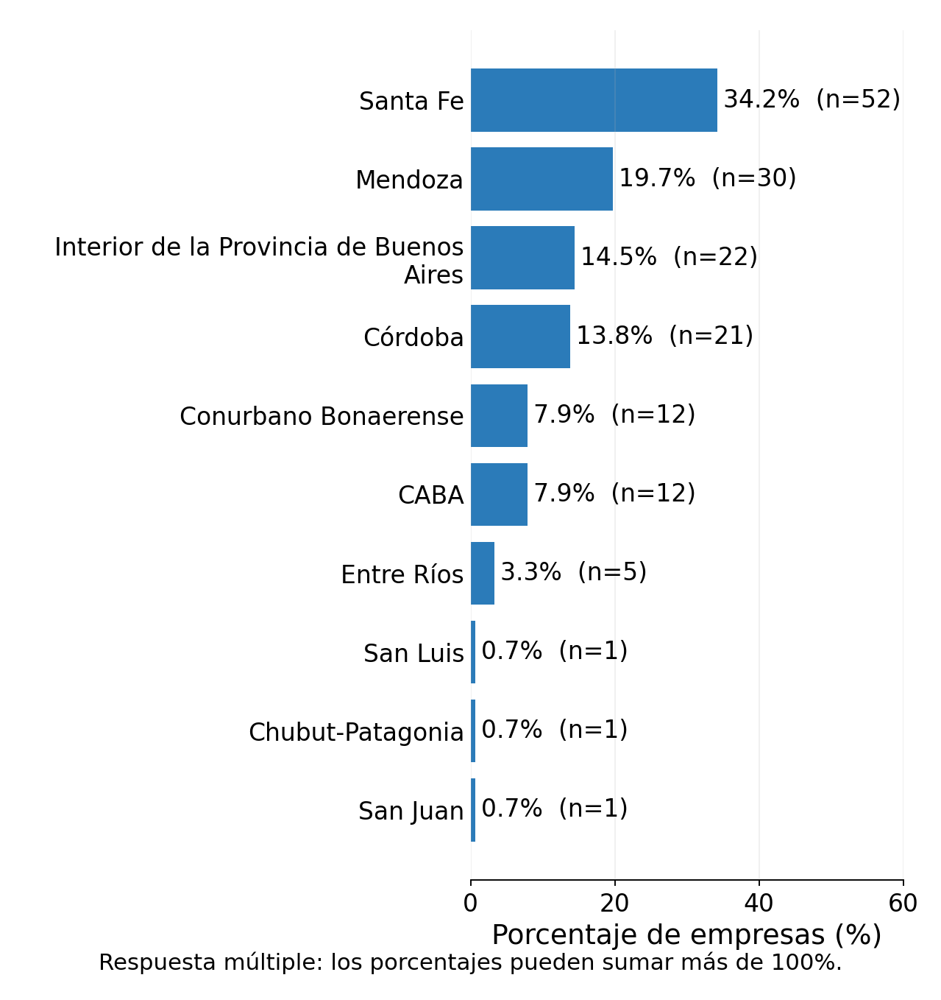 Santa Fe 34.2% (n=52)
Mendoza 19.7% (n=30)
Interior de la Provincia de Buenos
Aires 14.5% (n=22)
Córdoba 13.8% (n=21)
Conurbano Bonaerense 7.9% (n=12)
CABA 7.9% (n=12)
Entre Ríos 3.3% (n=5)
San Luis 0.7% (n=1)
Chubut-Patagonia 0.7% (n=1)
San Juan 0.7% (n=1)
0 20 40 60
Porcentaje de empresas (%)
Respuesta múltiple: los porcentajes pueden sumar más de 100%.